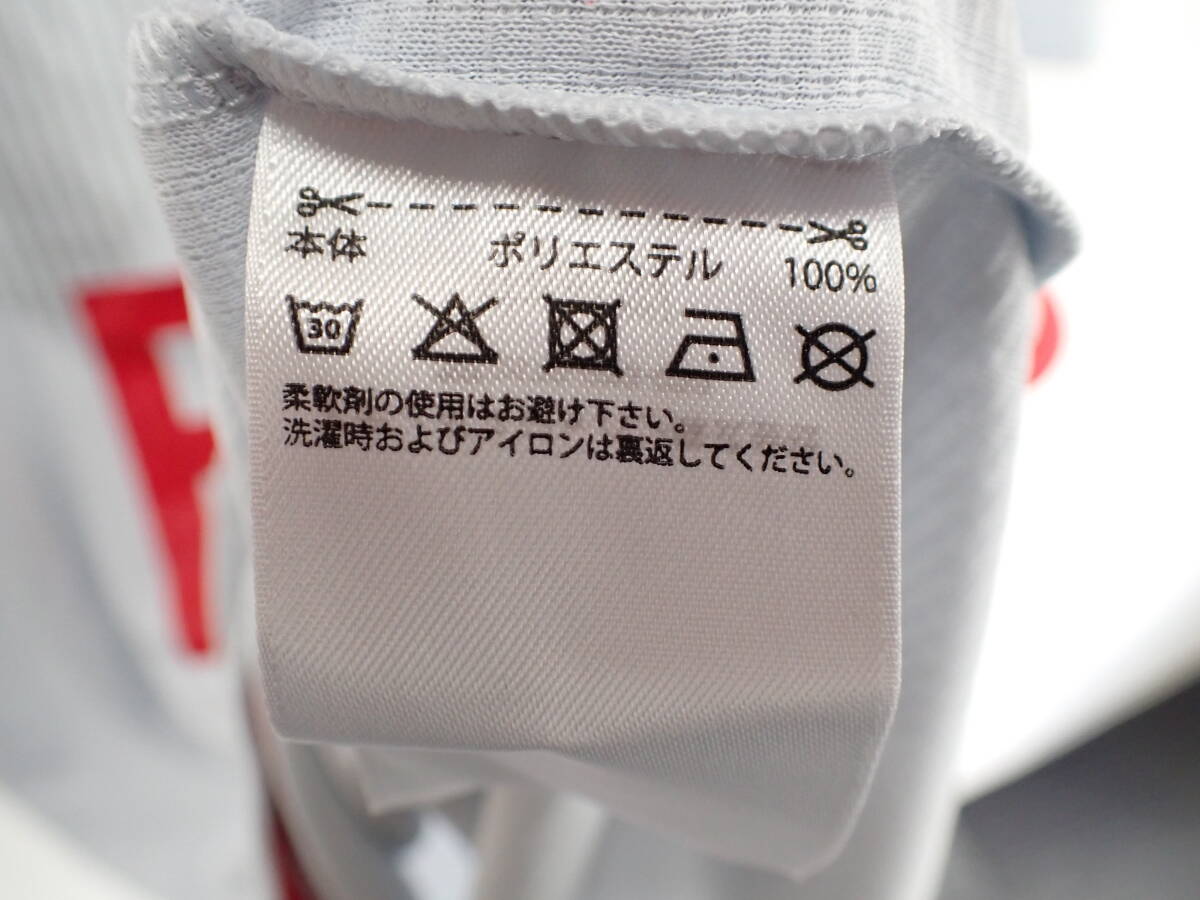 本体 ポリエステル 100%
30
柔軟剤の使用はお避け下さい。
洗濯時およびアイロンは裏返してください。